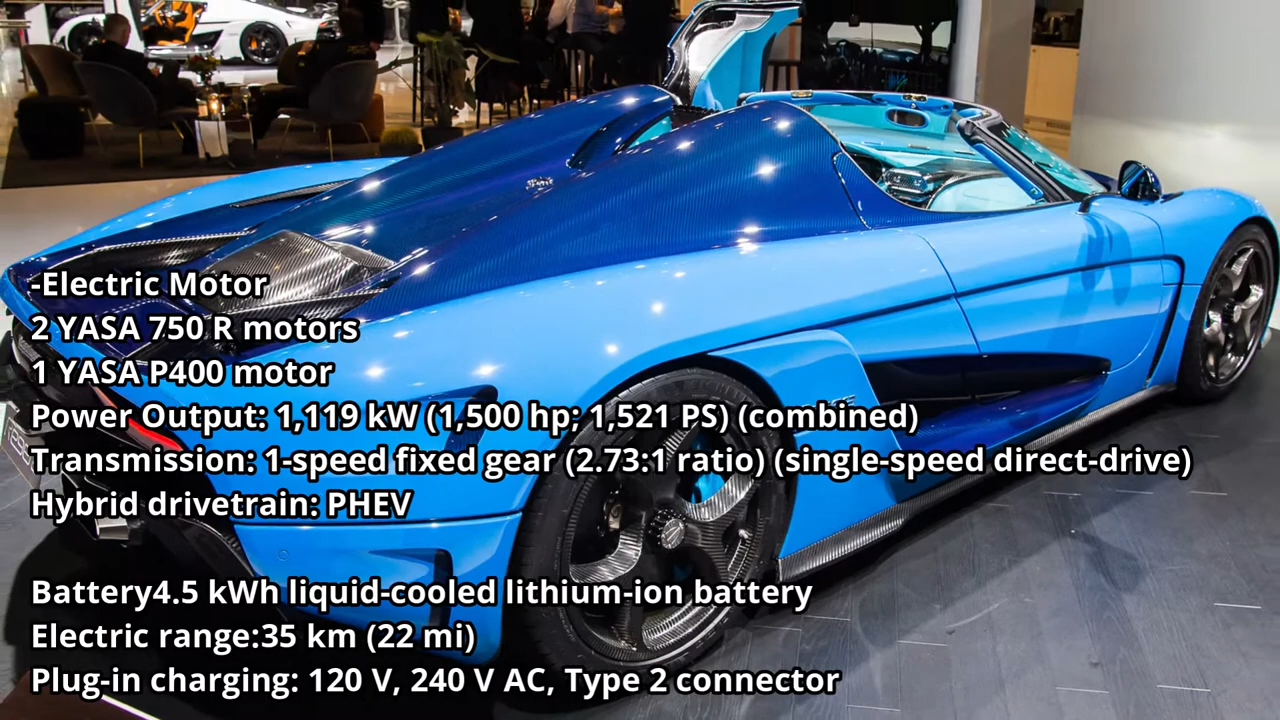 -Electric Motor
2 YASA 750 R motors
1 YASA P400 motor
Power Output: 1,119 kW (1,500 hp; 1,521 PS) (combined)
Transmission: 1-speed fixed gear (2.73:1 ratio) (single-speed direct-drive)
Hybrid drivetrain: PHEV
Battery4.5 kWh liquid-cooled lithium-ion battery
Electric range:35 km (22 mi)
Plug-in charging: 120 V, 240 V AC, Type 2 connector